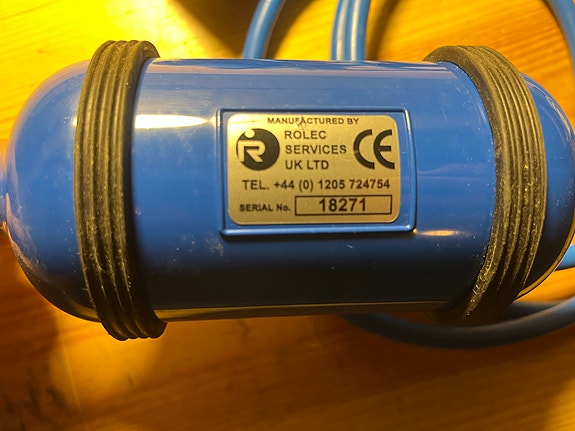 MANUFACTURED BY
ROLEC
SERVICES
UK LTD
CE
TEL. +44 (0) 1205 724754
SERIAL No. 18271